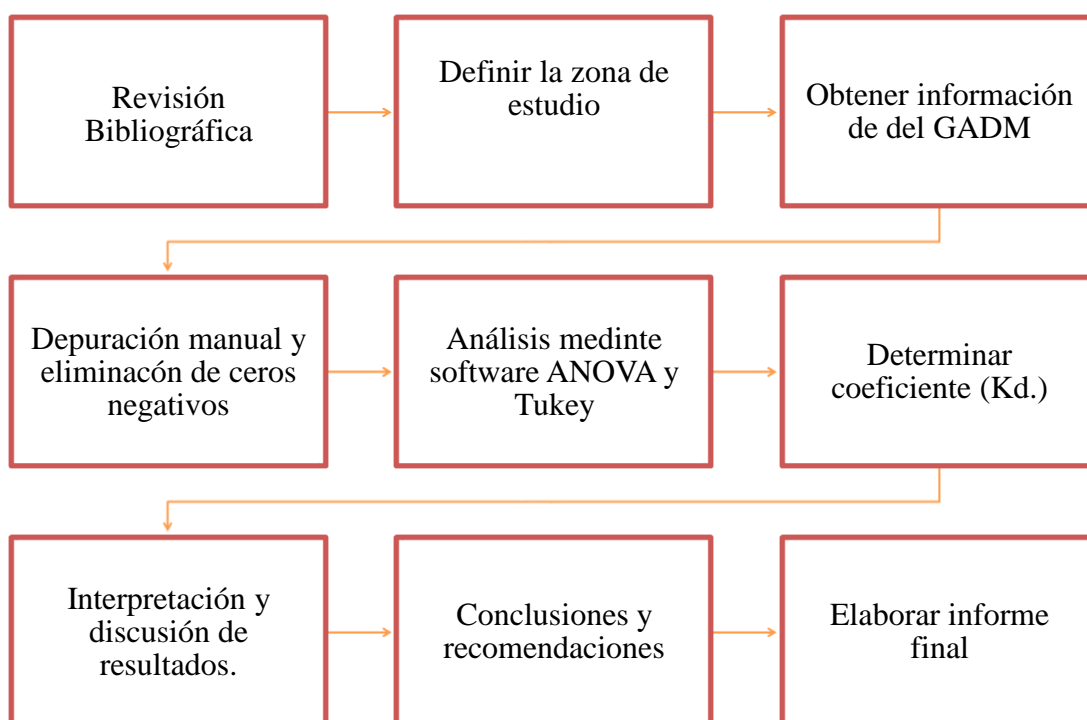 Revisión
Bibliográfica
Definir la zona de
estudio
Obtener información
de del GADM
Depuración manual y
eliminacón de ceros
negativos
Análisis medinte
software ANOVA y
Tukey
Determinar
coeficiente (Kd.)
Interpretación y
discusión de
resultados.
Conclusiones y
recomendaciones
Elaborar informe
final